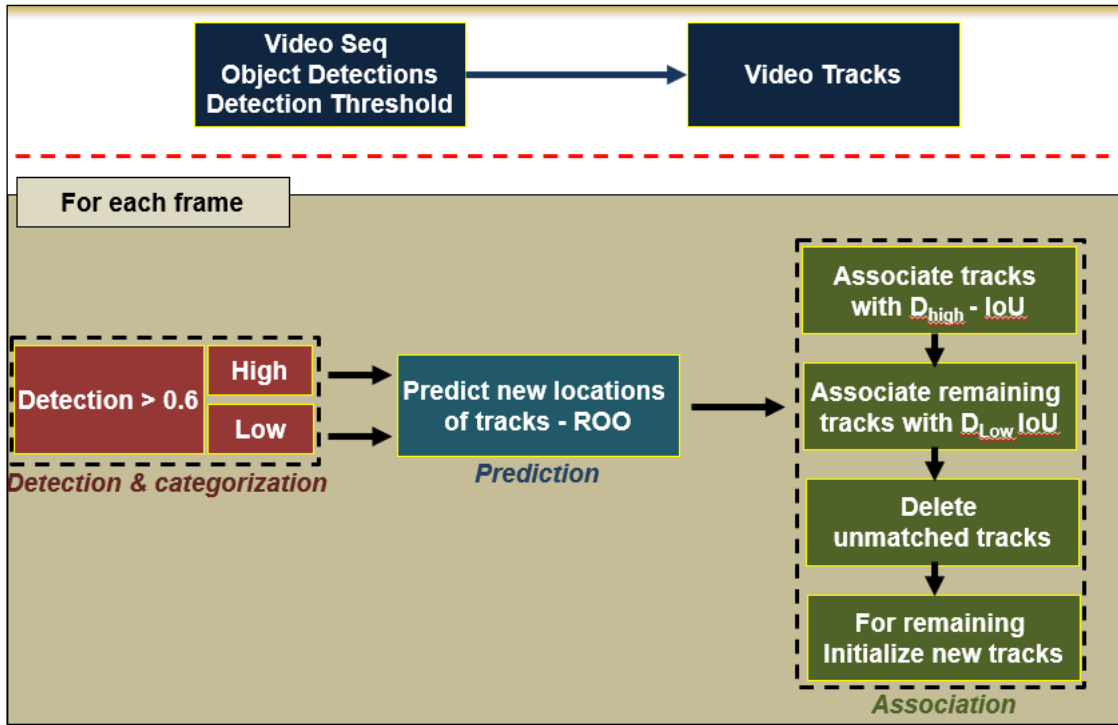 Video Seq
Object Detections
Detection Threshold
Video Tracks
For each frame
Detection > 0.6
High
Low
Detection & categorization
Predict new locations
of tracks - ROO
Prediction
Associate tracks
with Dhigh - IoU
Associate remaining
tracks with DLow IoU
Delete
unmatched tracks
For remaining
Initialize new tracks
Association